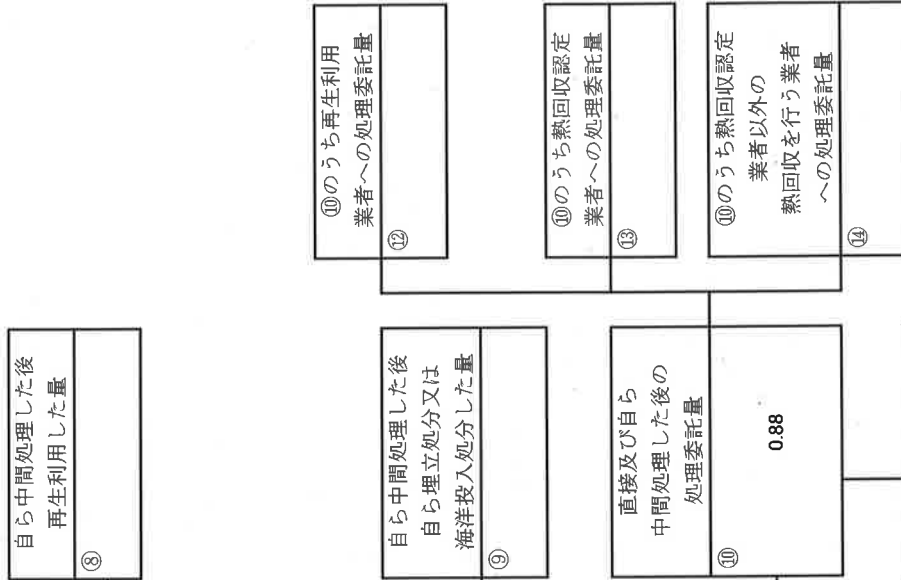 自ら中間処理した後
再生利用した量
⑧
自ら中間処理した後
自ら埋立処分又は
海洋投入処分した量
⑨
直接及び自ら
中間処理した後の
処理委託量
⑩
0.88
⑩のうち再生利用
業者への処理委託量
⑫
⑩のうち熱回収認定
業者への処理委託量
⑬
⑩のうち熱回収認定
業者以外の
熱回収を行う業者
への処理委託量
⑭